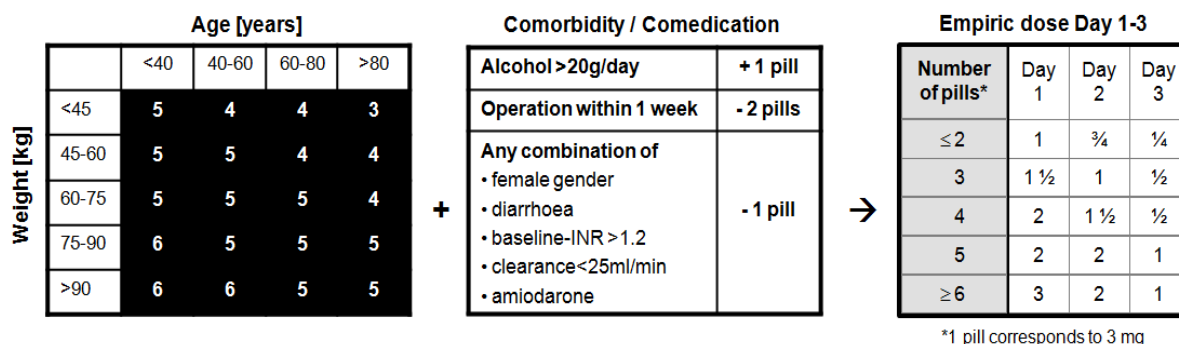 Age [years]
Weight [kg]
<40 40-60 60-80 >80
<45 5 4 4 3
45-60 5 5 4 4
60-75 5 5 5 4
75-90 6 5 5 5
>90 6 6 5 5
+
Comorbidity / Comedication
Alcohol >20g/day + 1 pill
Operation within 1 week - 2 pills
Any combination of
• female gender
• diarrhoea
• baseline-INR >1.2
• clearance<25ml/min
• amiodarone
- 1 pill
→
Empiric dose Day 1-3
Number of pills* Day 1 Day 2 Day 3
≤ 2 1 ¾ ¼
3 1 ½ 1 ½
4 2 1 ½ ½
5 2 2 1
≥ 6 3 2 1
*1 pill corresponds to 3 mg